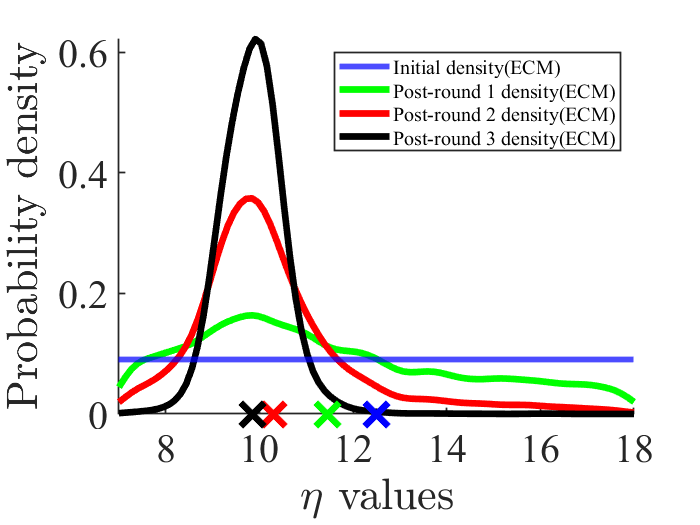 Probability density
0.6
0.4
0.2
0
Initial density(ECM)
Post-round 1 density(ECM)
Post-round 2 density(ECM)
Post-round 3 density(ECM)
8 10 12 14 16 18
η values